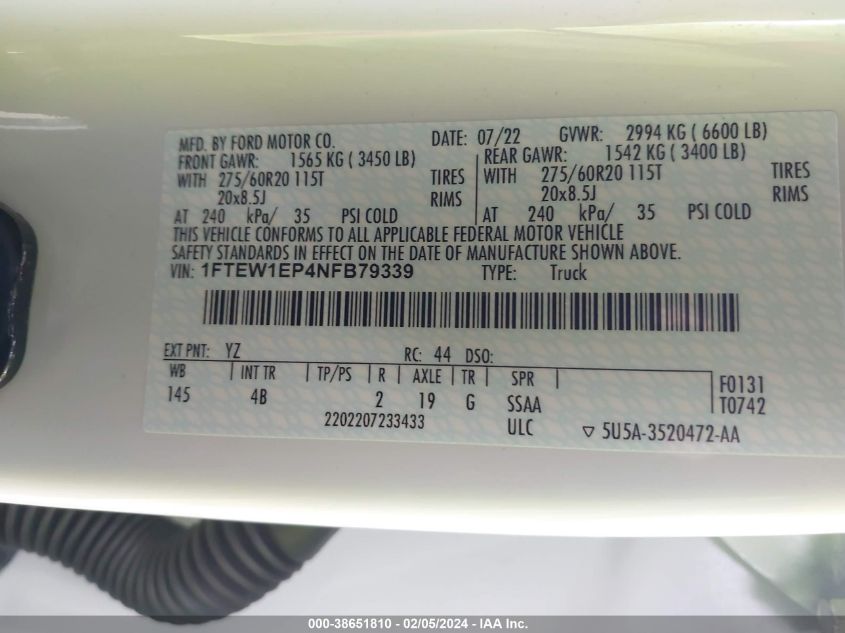 MFD. BY FORD MOTOR CO. DATE: 07/22 GVWR: 2994 KG ( 6600 LB)
FRONT GAWR: 1565 KG ( 3450 LB) REAR GAWR: 1542 KG ( 3400 LB)
WITH 275/60R20 115T TIRES WITH 275/60R20 115T TIRES
20x8.5J RIMS 20x8.5J RIMS
AT 240 kPa/ 35 PSI COLD AT 240 kPa/ 35 PSI COLD
THIS VEHICLE CONFORMS TO ALL APPLICABLE FEDERAL MOTOR VEHICLE
SAFETY STANDARDS IN EFFECT ON THE DATE OF MANUFACTURE SHOWN ABOVE.
VIN: 1FTEW1EP4NFB79339 TYPE: Truck
EXT PNT: YZ RC: 44 DSO:
WB INT TR TP/PS R AXLE TR SPR F0131
145 4B 2 19 G SSAA T0742
2202207233433 ULC ▽ 5U5A-3520472-AA
000-38651810 - 02/05/2024 - IAA Inc.